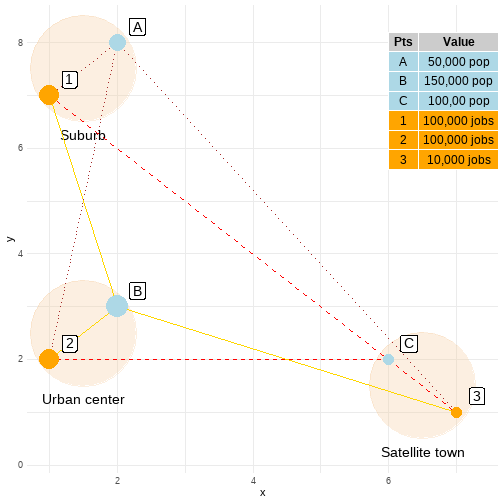 A
1
Suburb
B
2
Urban center
C
3
Satellite town
Pts Value
A 50,000 pop
B 150,000 pop
C 100,00 pop
1 100,000 jobs
2 100,000 jobs
3 10,000 jobs
8
6
4
2
0
y
2 4 6
x